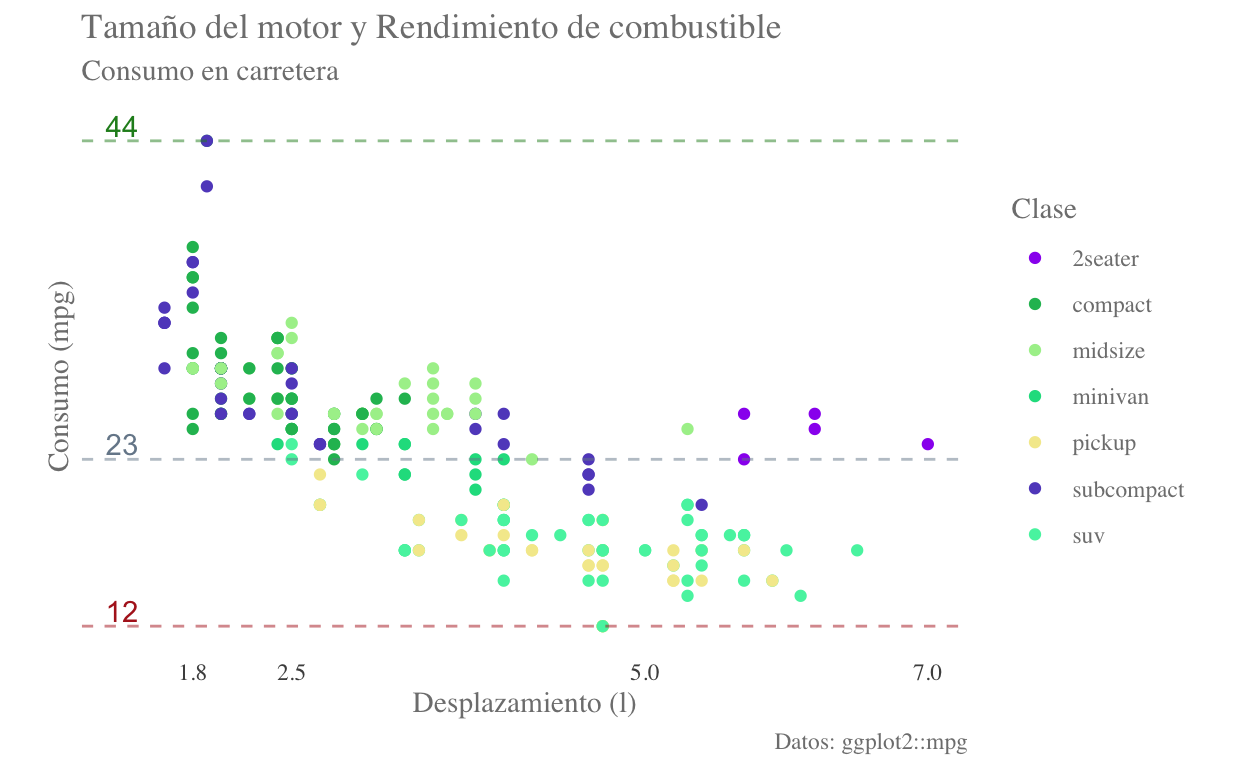 Tamaño del motor y Rendimiento de combustible
Consumo en carretera
44
23
12
Consumo (mpg)
1.8
2.5
5.0
7.0
Desplazamiento (l)
Clase
2seater
compact
midsize
minivan
pickup
subcompact
suv
Datos: ggplot2::mpg